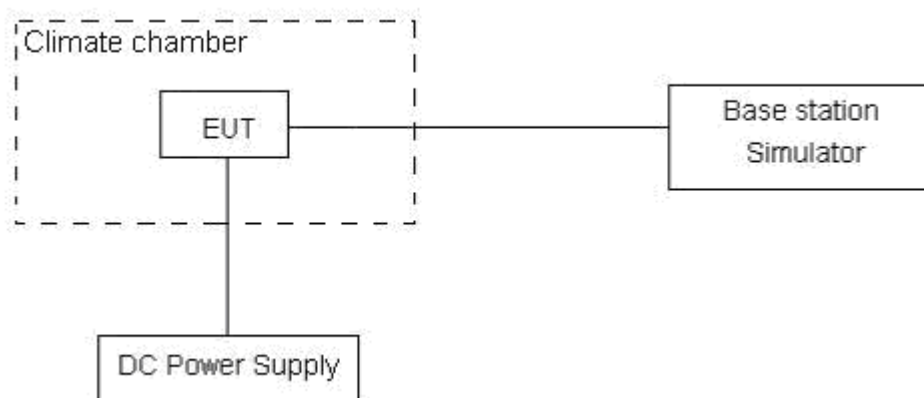 Climate chamber
EUT
Base station
Simulator
DC Power Supply